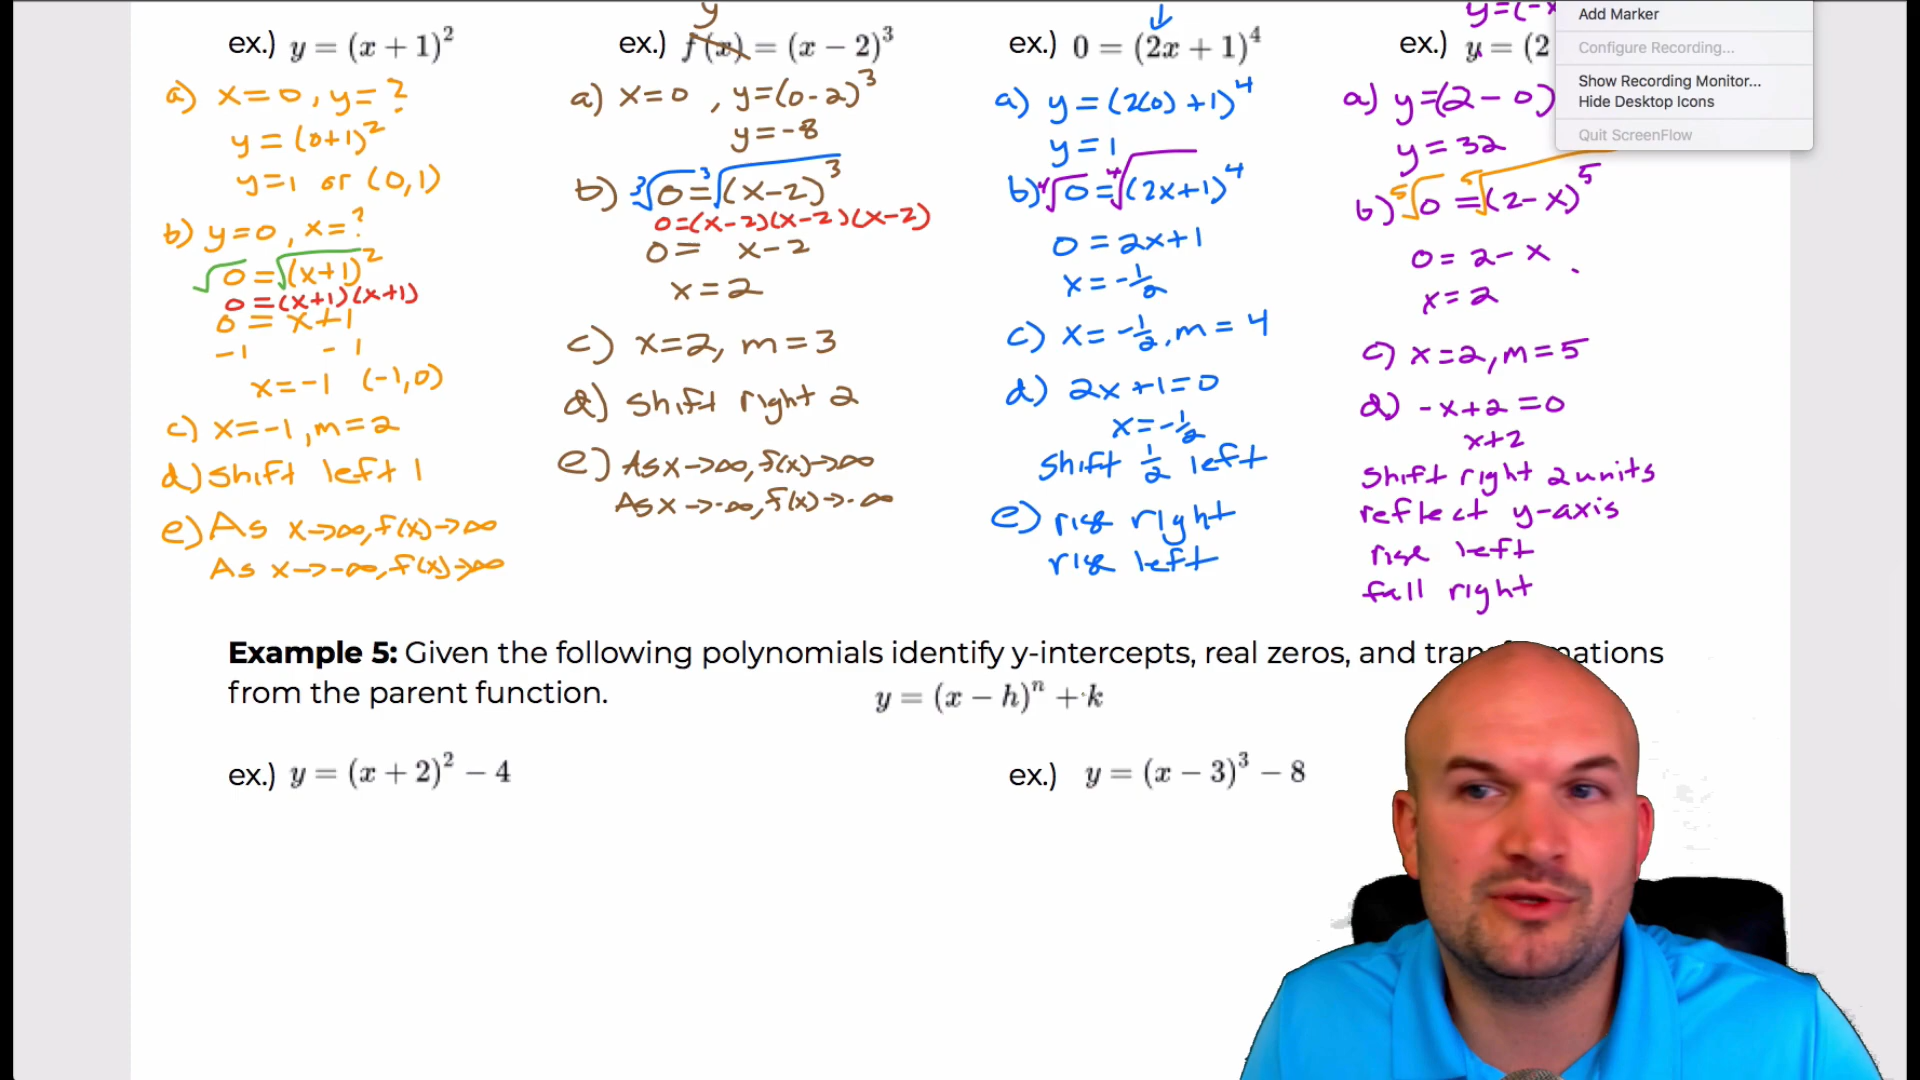 y
ex.) y = (x + 1)²
a) x=0, y=?
y=(0+1)²
y=1 or (0,1)
b) y=0, x=?
√0 = √(x+1)²
0=(x+1)(x+1)
0 = x+1
-1 -1
x=-1 (-1,0)
c) x=-1, m=2
d) shift left 1
e) As x→∞, f(x)→∞
As x→-∞, f(x)→∞
ex.) f(x) = (x − 2)³
a) x=0, y=(0-2)³
y=-8
b) ³√0 = ³√(x-2)³
0=(x-2)(x-2)(x-2)
0= x-2
x=2
c) x=2, m=3
d) shift right 2
e) As x→∞, f(x)→∞
As x→-∞, f(x)→-∞
ex.) 0 = (2x + 1)⁴
a) y=(2(0)+1)⁴
y=1
b) ⁴√0 = ⁴√(2x+1)⁴
0 = 2x+1
x=-1/2
c) x=-1/2, m=4
d) 2x+1=0
x=-1/2
shift 1/2 left
e) rise right
rise left
y=(-x
ex.) y = (2
a) y=(2-0)
y=32
b) ⁵√0 = ⁵√(2-x)⁵
0=2-x
x=2
c) x=2, m=5
d) -x+2=0
x+2
shift right 2 units
reflect y-axis
rise left
fall right
Add Marker
Configure Recording...
Show Recording Monitor...
Hide Desktop Icons
Quit ScreenFlow
Example 5: Given the following polynomials identify y-intercepts, real zeros, and tra ations
from the parent function. y = (x − h)ⁿ + k
ex.) y = (x + 2)² − 4
ex.) y = (x − 3)³ − 8